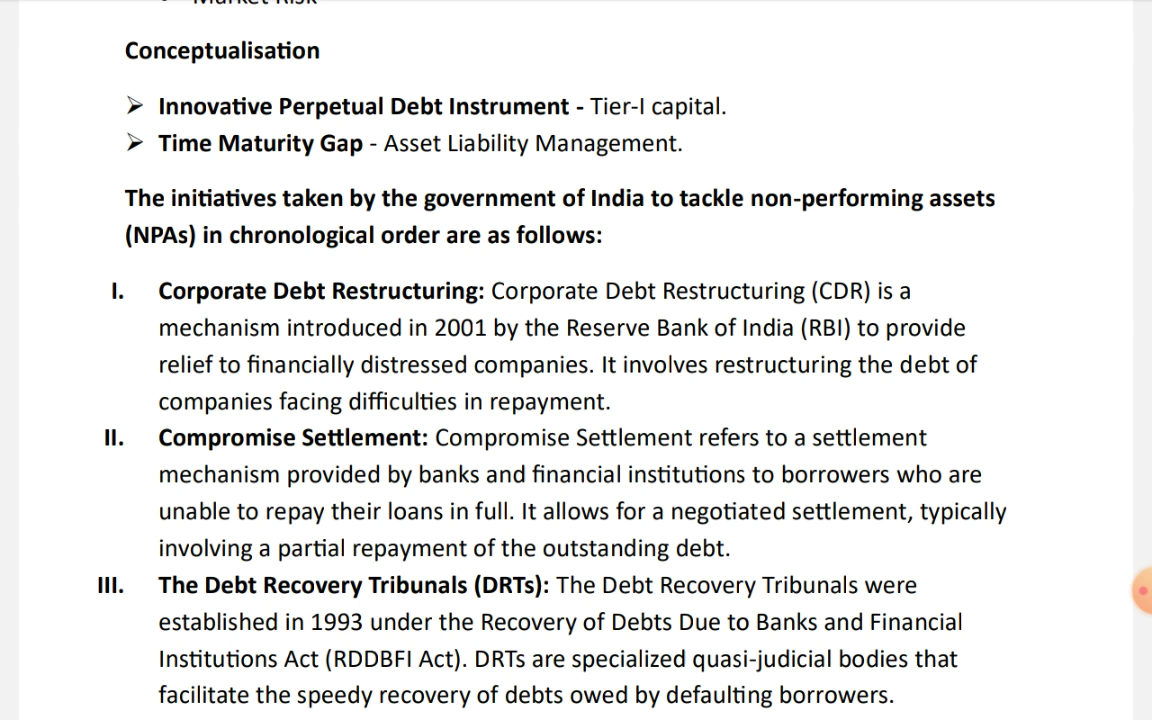 Market Risk
Conceptualisation
➢ Innovative Perpetual Debt Instrument - Tier-I capital.
➢ Time Maturity Gap - Asset Liability Management.
The initiatives taken by the government of India to tackle non-performing assets
(NPAs) in chronological order are as follows:
I. Corporate Debt Restructuring: Corporate Debt Restructuring (CDR) is a
mechanism introduced in 2001 by the Reserve Bank of India (RBI) to provide
relief to financially distressed companies. It involves restructuring the debt of
companies facing difficulties in repayment.
II. Compromise Settlement: Compromise Settlement refers to a settlement
mechanism provided by banks and financial institutions to borrowers who are
unable to repay their loans in full. It allows for a negotiated settlement, typically
involving a partial repayment of the outstanding debt.
III. The Debt Recovery Tribunals (DRTs): The Debt Recovery Tribunals were
established in 1993 under the Recovery of Debts Due to Banks and Financial
Institutions Act (RDDBFI Act). DRTs are specialized quasi-judicial bodies that
facilitate the speedy recovery of debts owed by defaulting borrowers.